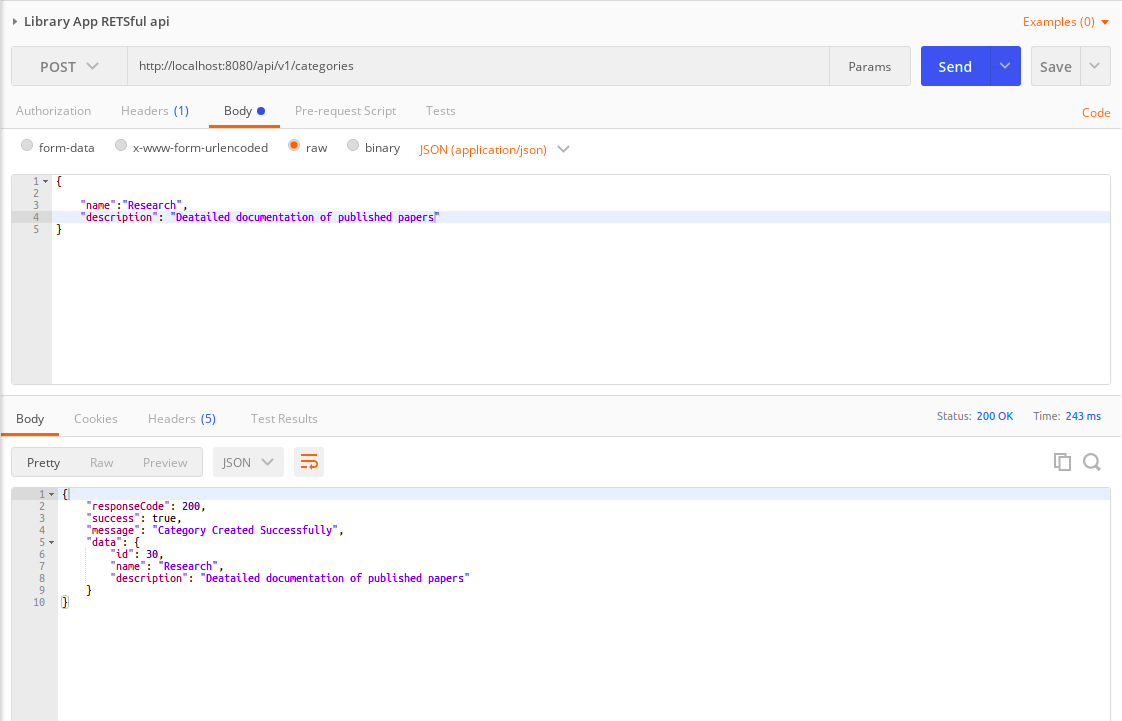 Library App RETSful api
Examples (0)
POST
http://localhost:8080/api/v1/categories
Params
Send
Save
Authorization
Headers (1)
Body
Pre-request Script
Tests
Code
form-data
x-www-form-urlencoded
raw
binary
JSON (application/json)
1 {
2
3 "name":"Research",
4 "description": "Deatailed documentation of published papers"
5 }
Body
Cookies
Headers (5)
Test Results
Status: 200 OK
Time: 243 ms
Pretty
Raw
Preview
JSON
1 {
2 "responseCode": 200,
3 "success": true,
4 "message": "Category Created Successfully",
5 "data": {
6 "id": 30,
7 "name": "Research",
8 "description": "Deatailed documentation of published papers"
9 }
10 }